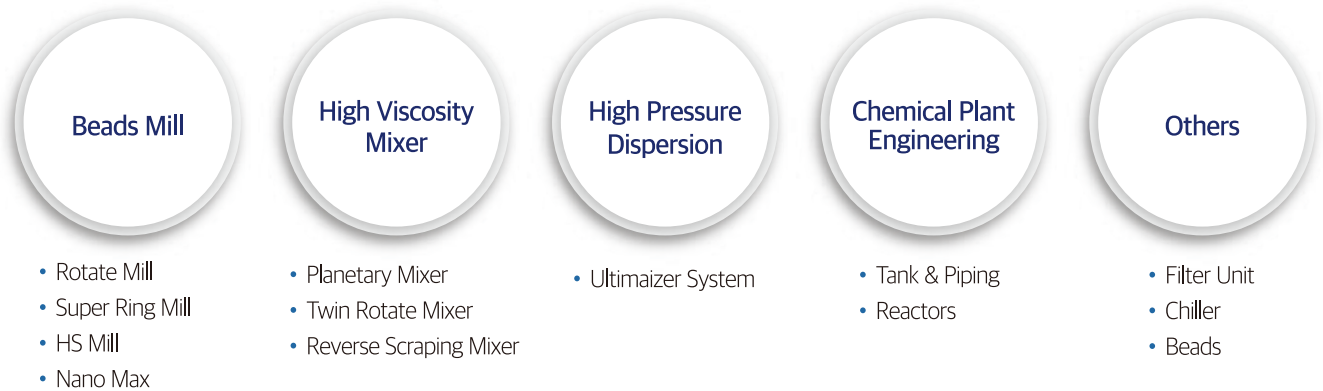 Beads Mill
• Rotate Mill
• Super Ring Mill
• HS Mill
• Nano Max
High Viscosity
Mixer
• Planetary Mixer
• Twin Rotate Mixer
• Reverse Scraping Mixer
High Pressure
Dispersion
• Ultimaizer System
Chemical Plant
Engineering
• Tank & Piping
• Reactors
Others
• Filter Unit
• Chiller
• Beads